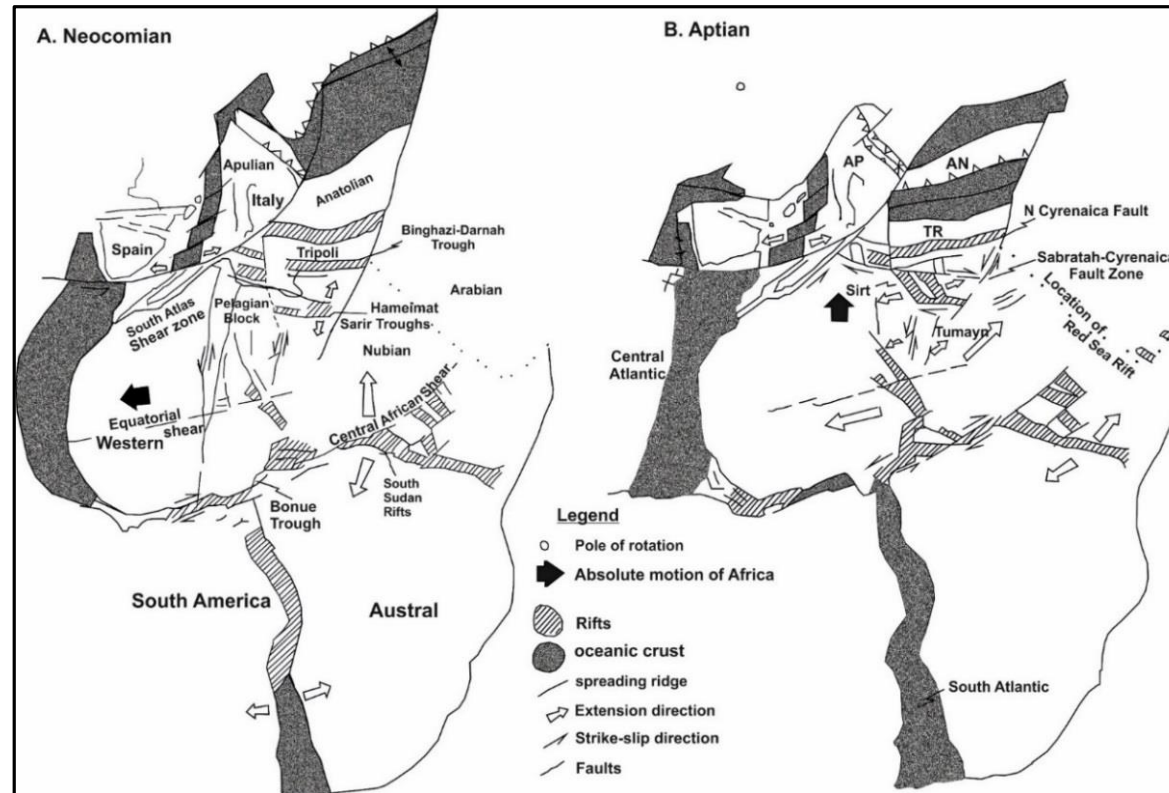 A. Neocomian
Apulian
Italy
Anatolian
Spain
Tripoli
Binghazi-Darnah
Trough
Arabian
South Atlas
Shear zone
Pelagian
Block
Hameimat
Sarir Troughs
Nubian
Equatorial
shear
Western
Central African Shear
South
Sudan
Rifts
Bonue
Trough
South America
Austral
B. Aptian
AP
AN
TR
N Cyrenaica Fault
Sabratah-Cyrenaica
Fault Zone
Sirt
Tumayn
Location of
Red Sea Rift
Central
Atlantic
South Atlantic
Legend
Pole of rotation
Absolute motion of Africa
Rifts
oceanic crust
spreading ridge
Extension direction
Strike-slip direction
Faults